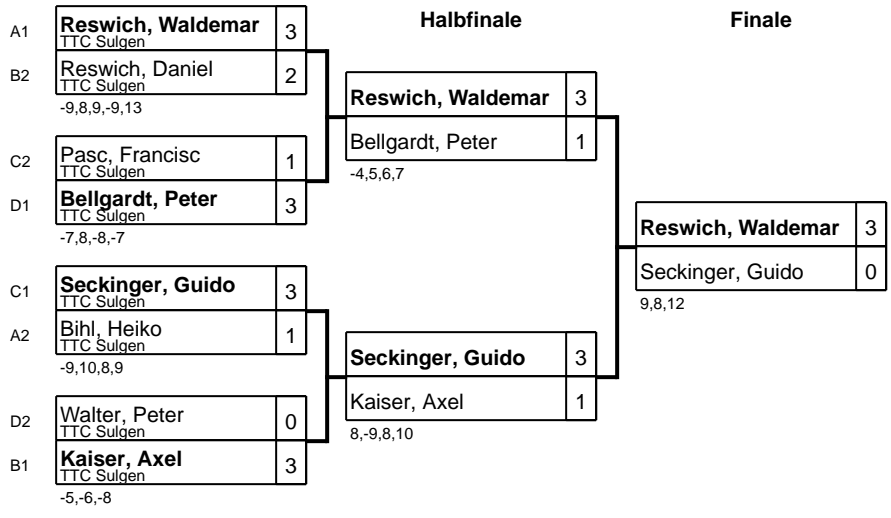 Halbfinale
Finale
A1
Reswich, Waldemar
3
TTC Sulgen
B2
Reswich, Daniel
2
TTC Sulgen
-9,8,9,-9,13
C2
Pasc, Francisc
1
TTC Sulgen
D1
Bellgardt, Peter
3
TTC Sulgen
-7,8,-8,-7
C1
Seckinger, Guido
3
TTC Sulgen
A2
Bihl, Heiko
1
TTC Sulgen
-9,10,8,9
D2
Walter, Peter
0
TTC Sulgen
B1
Kaiser, Axel
3
TTC Sulgen
-5,-6,-8
Reswich, Waldemar
3
Bellgardt, Peter
1
-4,5,6,7
Seckinger, Guido
3
Kaiser, Axel
1
8,-9,8,10
Reswich, Waldemar
3
Seckinger, Guido
0
9,8,12